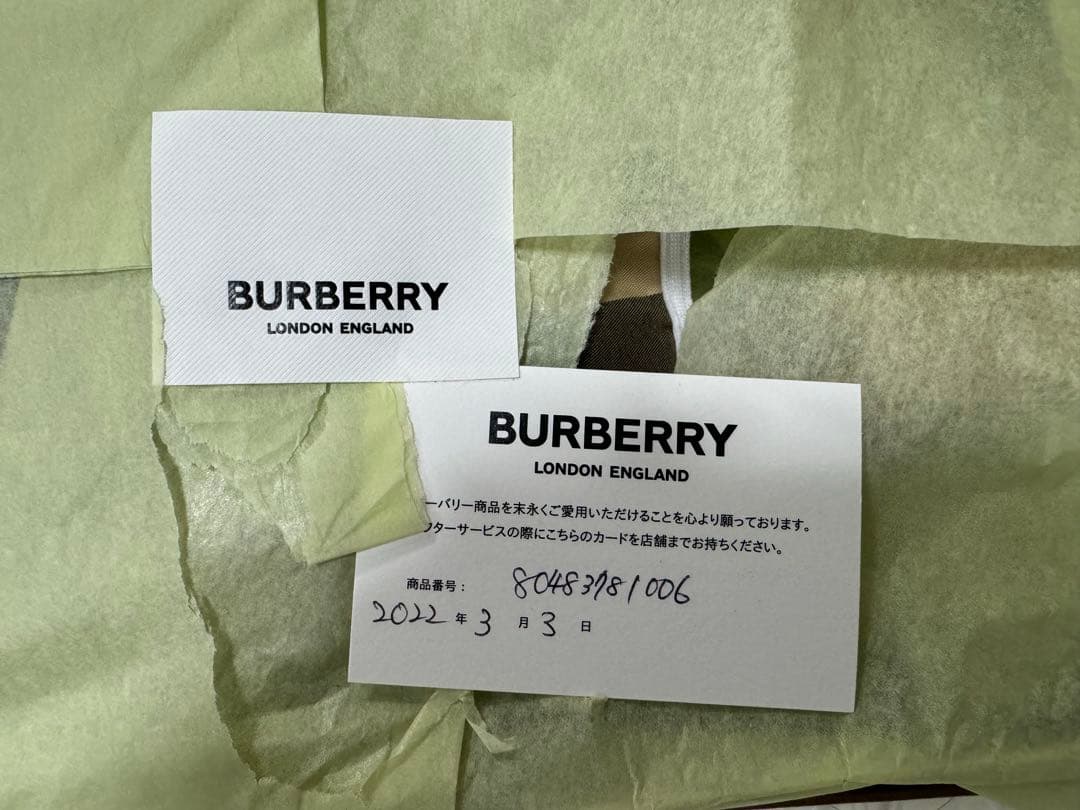 BURBERRY
LONDON ENGLAND
BURBERRY
LONDON ENGLAND
ーバリー商品を末永くご愛用いただけることを心より願っております。
フターサービスの際にこちらのカードを店舗までお持ちください。
商品番号： 80483781006
2022 年 3 月 3 日